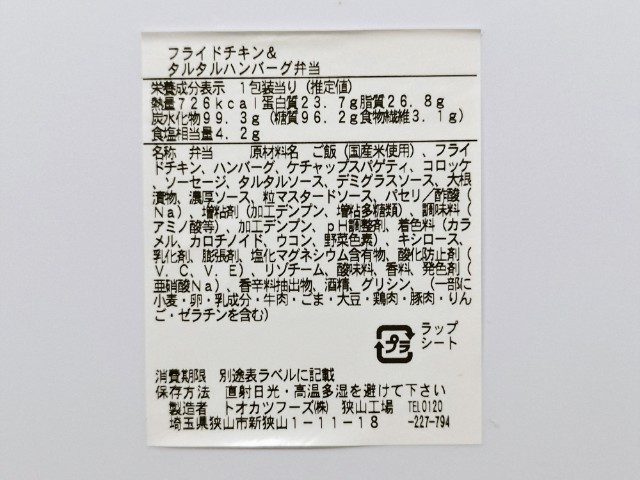 フライドチキン＆
タルタルハンバーグ弁当
栄養成分表示 1包装当り（推定値）
熱量726kcal蛋白質23.7g脂質26.8g
炭水化物99.3g（糖質96.2g食物繊維3.1g）
食塩相当量4.2g
名称 弁当 原材料名 ご飯（国産米使用）、フライ
ドチキン、ハンバーグ、ケチャップスパゲティ、コロッケ
、ソーセージ、タルタルソース、デミグラスソース、大根
漬物、濃厚ソース、粒マスタードソース、パセリ／酢酸（
Na）、増粘剤（加工デンプン、増粘多糖類）、調味料（
アミノ酸等）、加工デンプン、pH調整剤、着色料（カラ
メル、カロチノイド、ウコン、野菜色素）、キシロース、
乳化剤、膨張剤、塩化マグネシウム含有物、酸化防止剤（
V．C、V．E）、リゾチーム、酸味料、香料、発色剤（
亜硝酸Na）、香辛料抽出物、酒精、グリシン、（一部に
小麦・卵・乳成分・牛肉・ごま・大豆・鶏肉・豚肉・りん
ご・ゼラチンを含む）
プラ
ラップ
シート
消費期限 別途表ラベルに記載
保存方法 直射日光・高温多湿を避けて下さい
製造者 トオカツフーズ㈱ 狭山工場 TEL0120
埼玉県狭山市新狭山1－11－18 -227-794